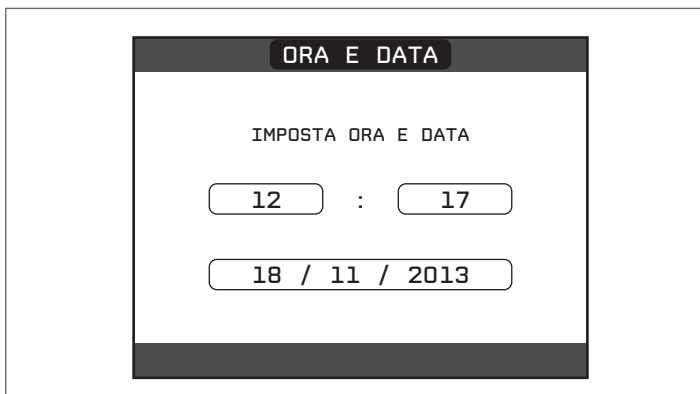 ORA E DATA
IMPOSTA ORA E DATA
12 : 17
18 / 11 / 2013